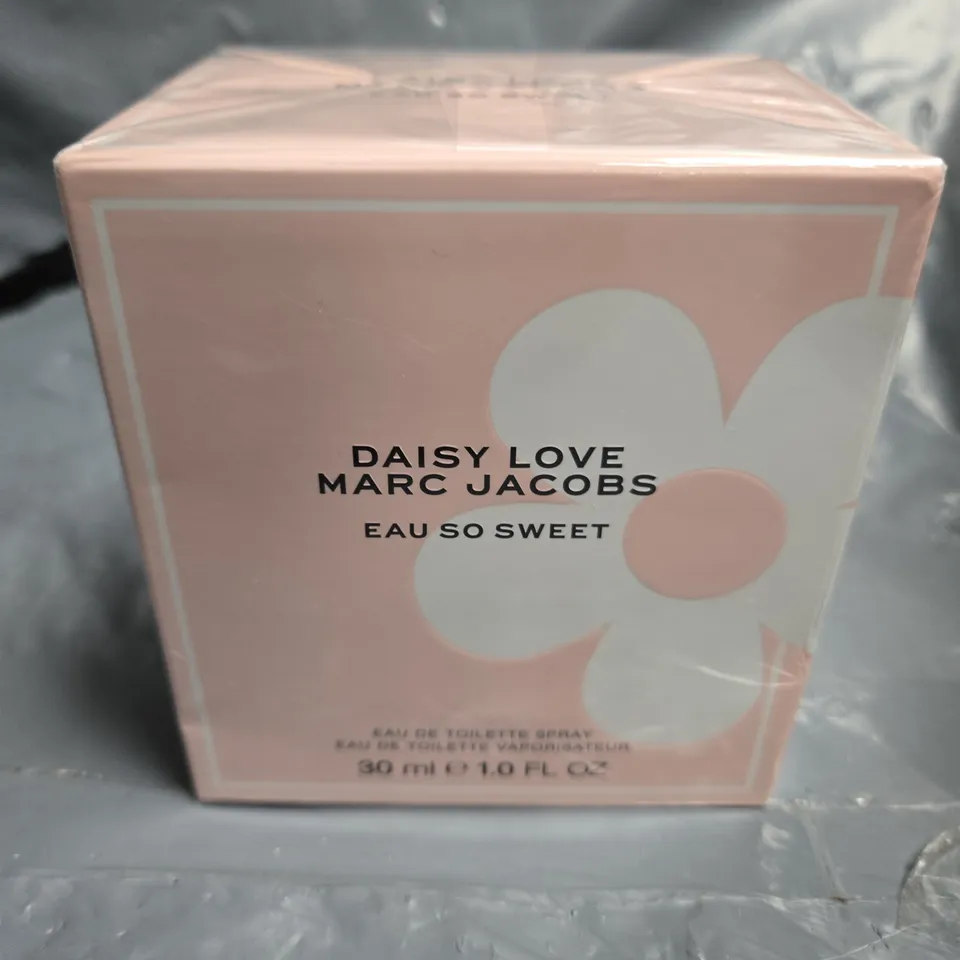 DAISY LOVE
MARC JACOBS
EAU SO SWEET
EAU DE TOILETTE SPRAY
EAU DE TOILETTE VAPORISATEUR
30 ml ℮ 1.0 FL OZ